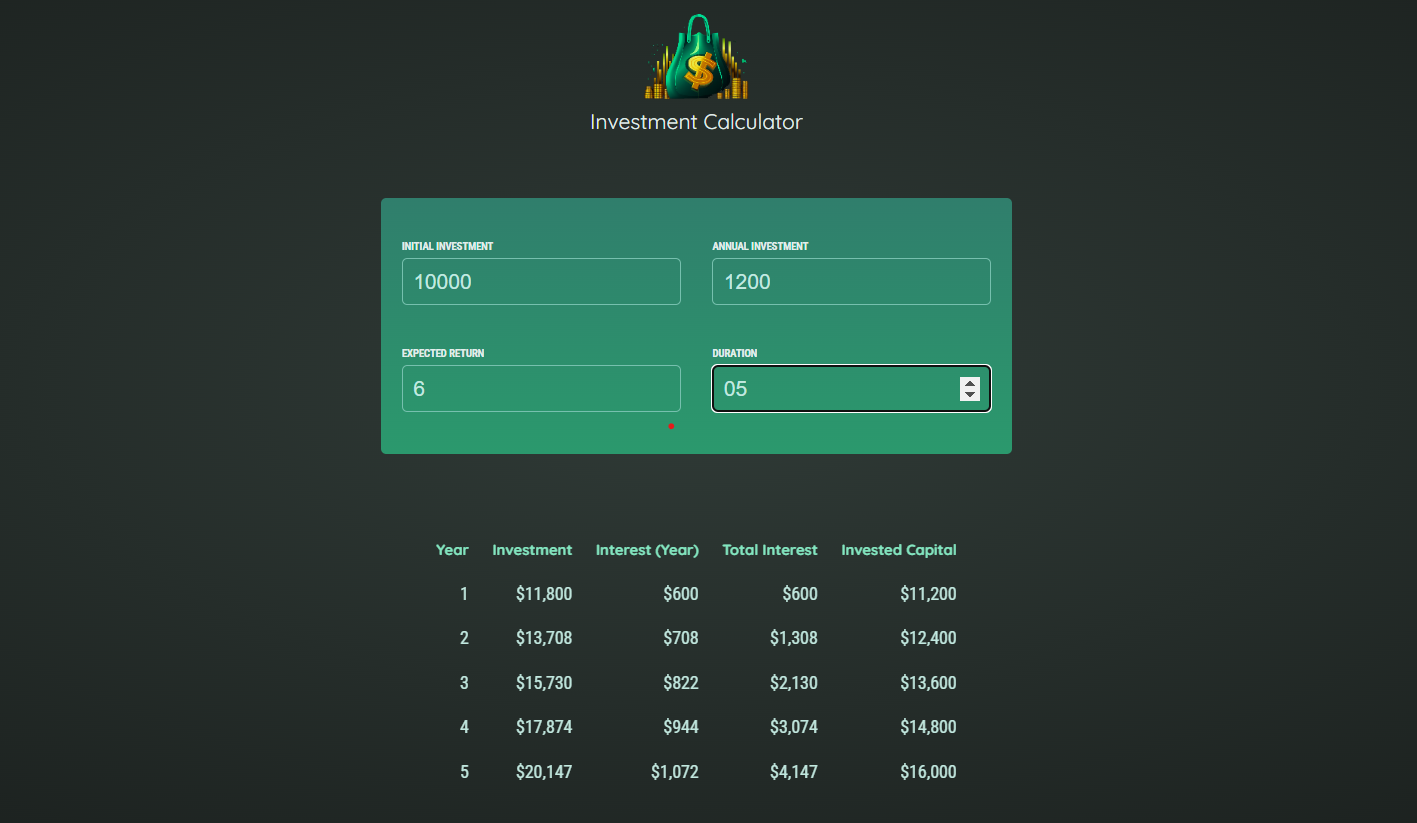 $
Investment Calculator
INITIAL INVESTMENT ANNUAL INVESTMENT
10000 1200
EXPECTED RETURN DURATION
6 05
Year Investment Interest (Year) Total Interest Invested Capital
1 $11,800 $600 $600 $11,200
2 $13,708 $708 $1,308 $12,400
3 $15,730 $822 $2,130 $13,600
4 $17,874 $944 $3,074 $14,800
5 $20,147 $1,072 $4,147 $16,000